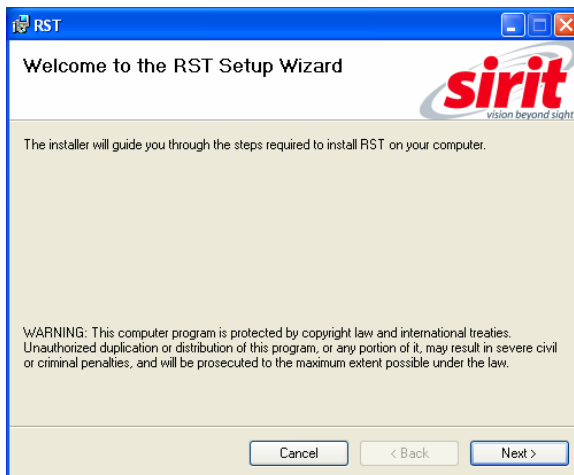 RST
Welcome to the RST Setup Wizard
sirit
vision beyond sight
The installer will guide you through the steps required to install RST on your computer.
WARNING: This computer program is protected by copyright law and international treaties.
Unauthorized duplication or distribution of this program, or any portion of it, may result in severe civil
or criminal penalties, and will be prosecuted to the maximum extent possible under the law.
Cancel
< Back
Next >